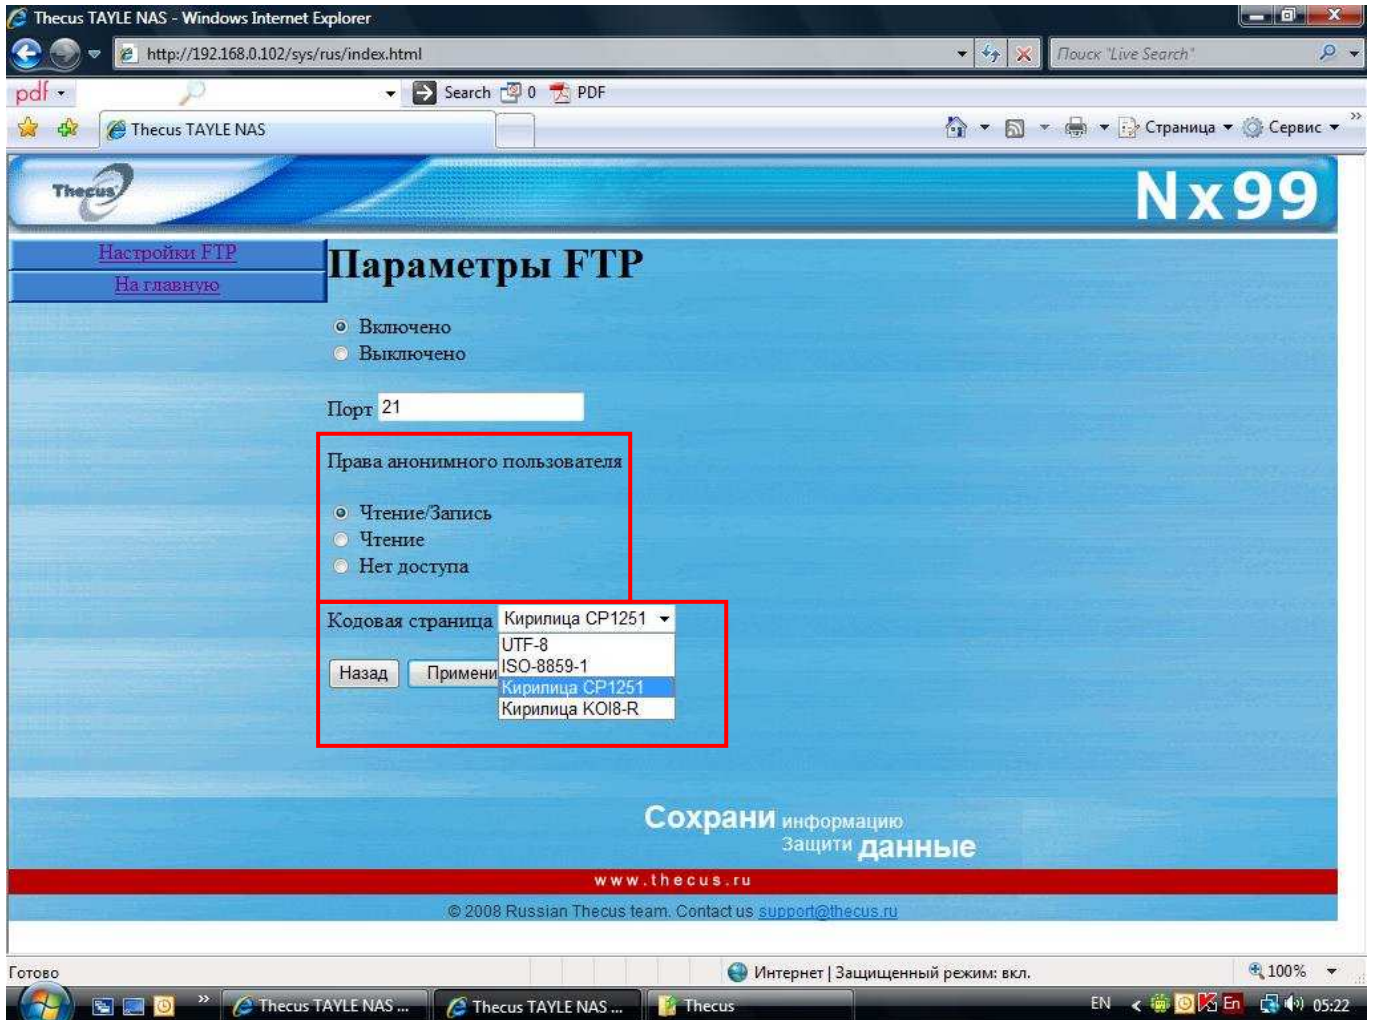 Thecus TAYLE NAS - Windows Internet Explorer
http://192.168.0.102/sys/rus/index.html
Поиск "Live Search"
pdf
Search 0 PDF
Thecus TAYLE NAS
Страница Сервис
Thecus
Nx99
Настройки FTP
На главную
Параметры FTP
Включено
Выключено
Порт 21
Права анонимного пользователя
Чтение/Запись
Чтение
Нет доступа
Кодовая страница Кирилица CP1251
UTF-8
ISO-8859-1
Кирилица CP1251
Кирилица KOI8-R
Назад Примени
Сохрани информацию
Защити данные
www.thecus.ru
© 2008 Russian Thecus team. Contact us support@thecus.ru
Готово Интернет | Защищенный режим: вкл. 100%
Thecus TAYLE NAS ... Thecus TAYLE NAS ... Thecus EN En 05:22